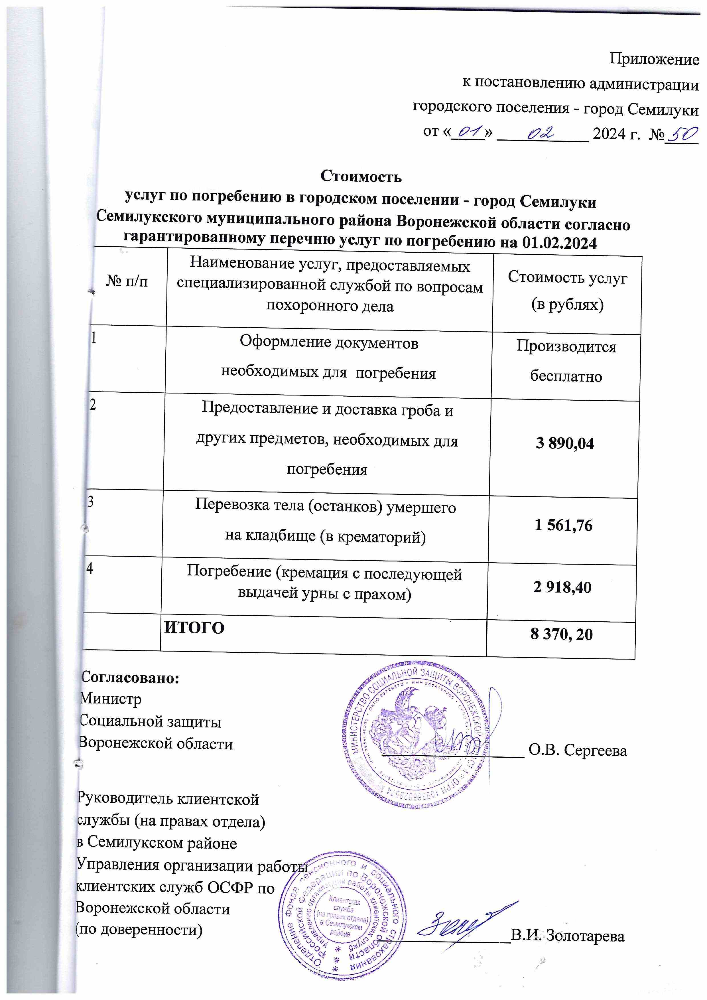 Приложение
к постановлению администрации
городского поселения - город Семилуки
от «01» 02 2024 г. № 50
Стоимость
услуг по погребению в городском поселении - город Семилуки
Семилукского муниципального района Воронежской области согласно
гарантированному перечню услуг по погребению на 01.02.2024
№ п/п
Наименование услуг, предоставляемых
специализированной службой по вопросам
похоронного дела
Стоимость услуг
(в рублях)
1
Оформление документов
необходимых для погребения
Производится
бесплатно
2
Предоставление и доставка гроба и
других предметов, необходимых для
погребения
3 890,04
3
Перевозка тела (останков) умершего
на кладбище (в крематорий)
1 561,76
4
Погребение (кремация с последующей
выдачей урны с прахом)
2 918,40
ИТОГО
8 370, 20
Согласовано:
Министр
Социальной защиты
Воронежской области
О.В. Сергеева
МИНИСТЕРСТВО СОЦИАЛЬНОЙ ЗАЩИТЫ ВОРОНЕЖСКОЙ
Руководитель клиентской
службы (на правах отдела)
в Семилукском районе
Управления организации работы
клиентских служб ОСФР по
Воронежской области
(по доверенности)
В.И. Золотарева
Отделение Фонда пенсионного и социального страхования
Российской Федерации по Воронежской области
Управление организации работы клиентских служб
Клиентская
служба
(на правах отдела)
в Семилукском
районе